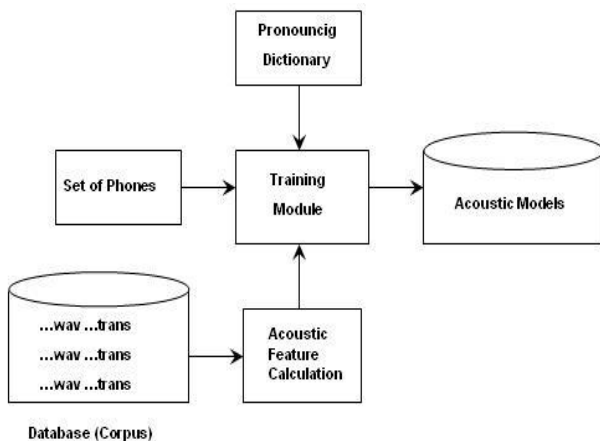 Pronouncig
Dictionary
Set of Phones
Training
Module
Acoustic Models
...wav ...trans
...wav ...trans
...wav ...trans
Acoustic
Feature
Calculation
Database (Corpus)